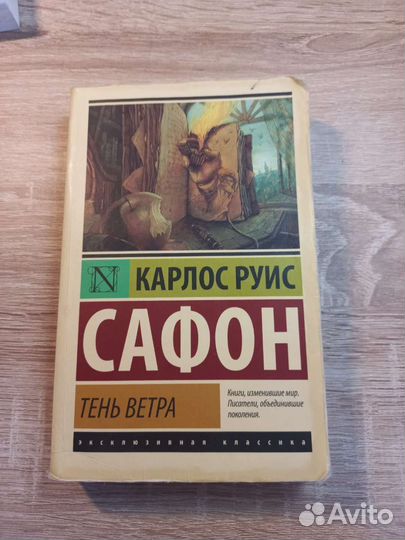 N
КАРЛОС РУИС
САФОН
ТЕНЬ ВЕТРА
Книги, изменившие мир.
Писатели, объединившие
поколения.
эксклюзивная классика
Avito